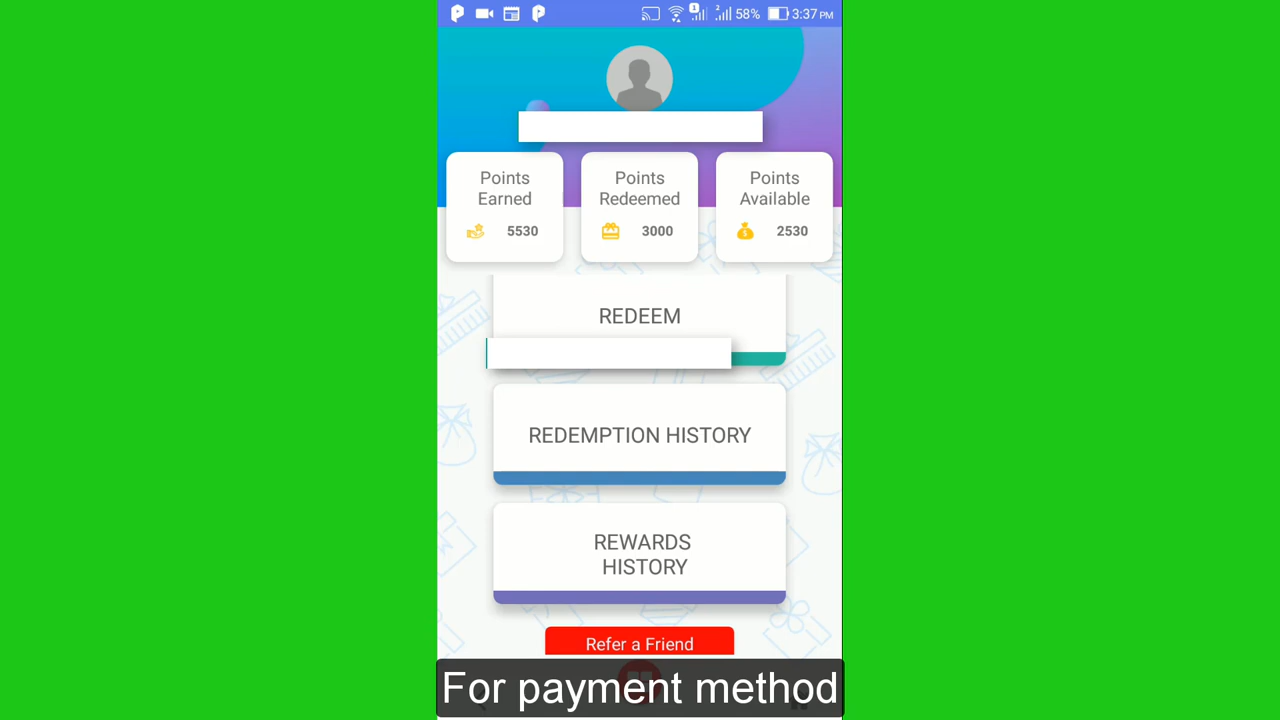 58% 3:37 PM
Points Earned
5530
Points Redeemed
3000
Points Available
2530
REDEEM
REDEMPTION HISTORY
REWARDS
HISTORY
Refer a Friend
For payment method